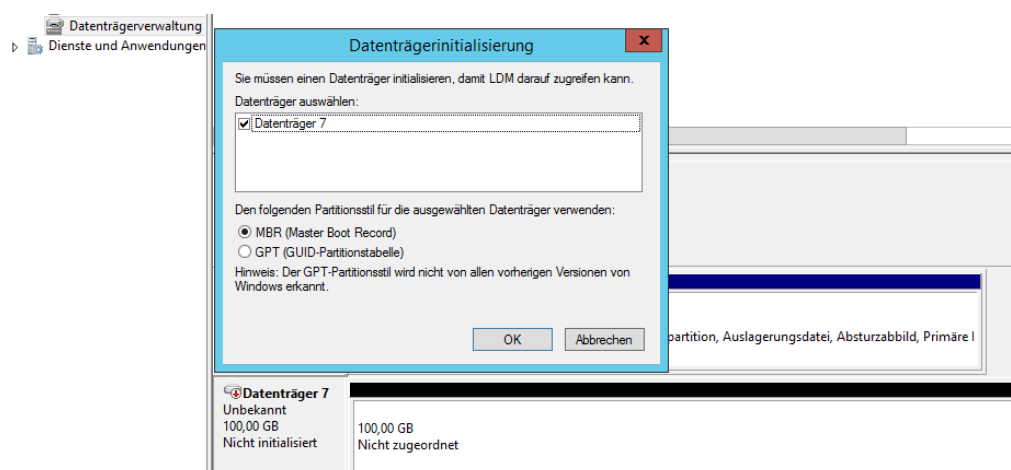 Datenträgerverwaltung
Dienste und Anwendungen
Datenträgerinitialisierung
x
Sie müssen einen Datenträger initialisieren, damit LDM darauf zugreifen kann.
Datenträger auswählen:
Datenträger 7
Den folgenden Partitionsstil für die ausgewählten Datenträger verwenden:
MBR (Master Boot Record)
GPT (GUID-Partitionstabelle)
Hinweis: Der GPT-Partitionsstil wird nicht von allen vorherigen Versionen von
Windows erkannt.
OK Abbrechen
partition, Auslagerungsdatei, Absturzabbild, Primäre
Datenträger 7
Unbekannt
100,00 GB
Nicht initialisiert
100,00 GB
Nicht zugeordnet